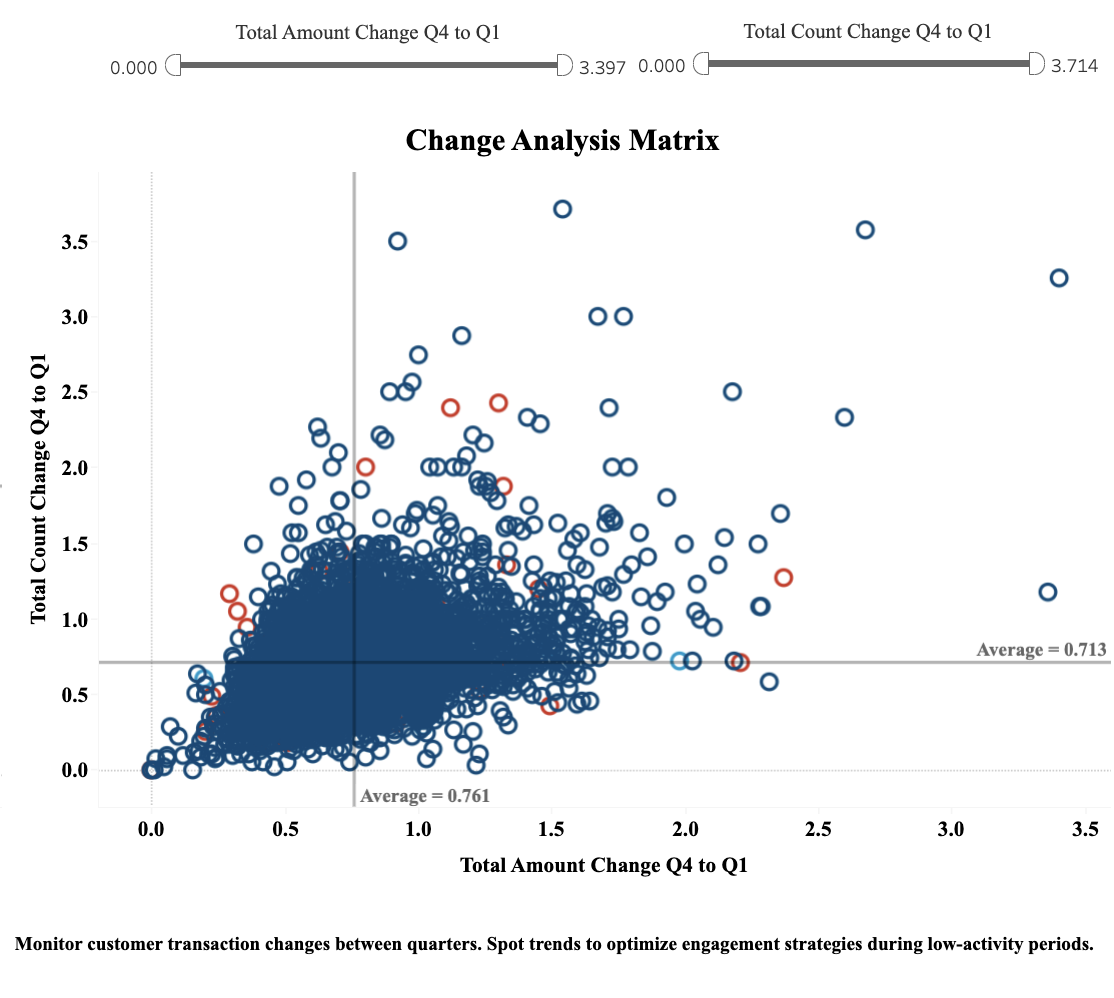 Total Amount Change Q4 to Q1
Total Count Change Q4 to Q1
0.000
3.397
0.000
3.714
Change Analysis Matrix
Total Count Change Q4 to Q1
3.5
3.0
2.5
2.0
1.5
1.0
0.5
0.0
Average = 0.713
Average = 0.761
0.0
0.5
1.0
1.5
2.0
2.5
3.0
3.5
Total Amount Change Q4 to Q1
Monitor customer transaction changes between quarters. Spot trends to optimize engagement strategies during low-activity periods.